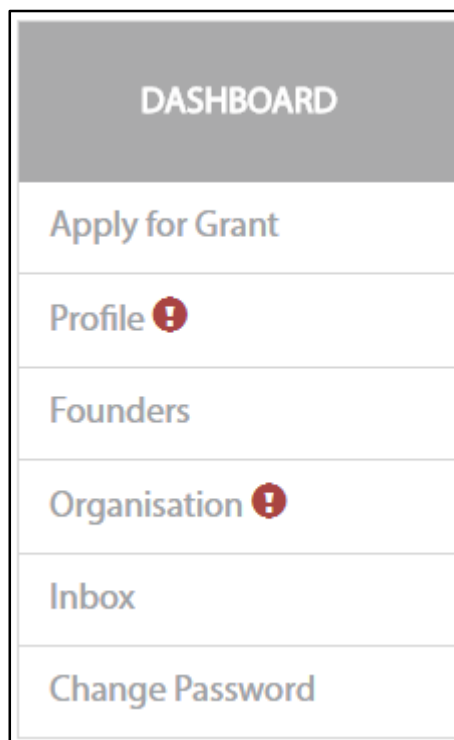 DASHBOARD
Apply for Grant
Profile
Founders
Organisation
Inbox
Change Password